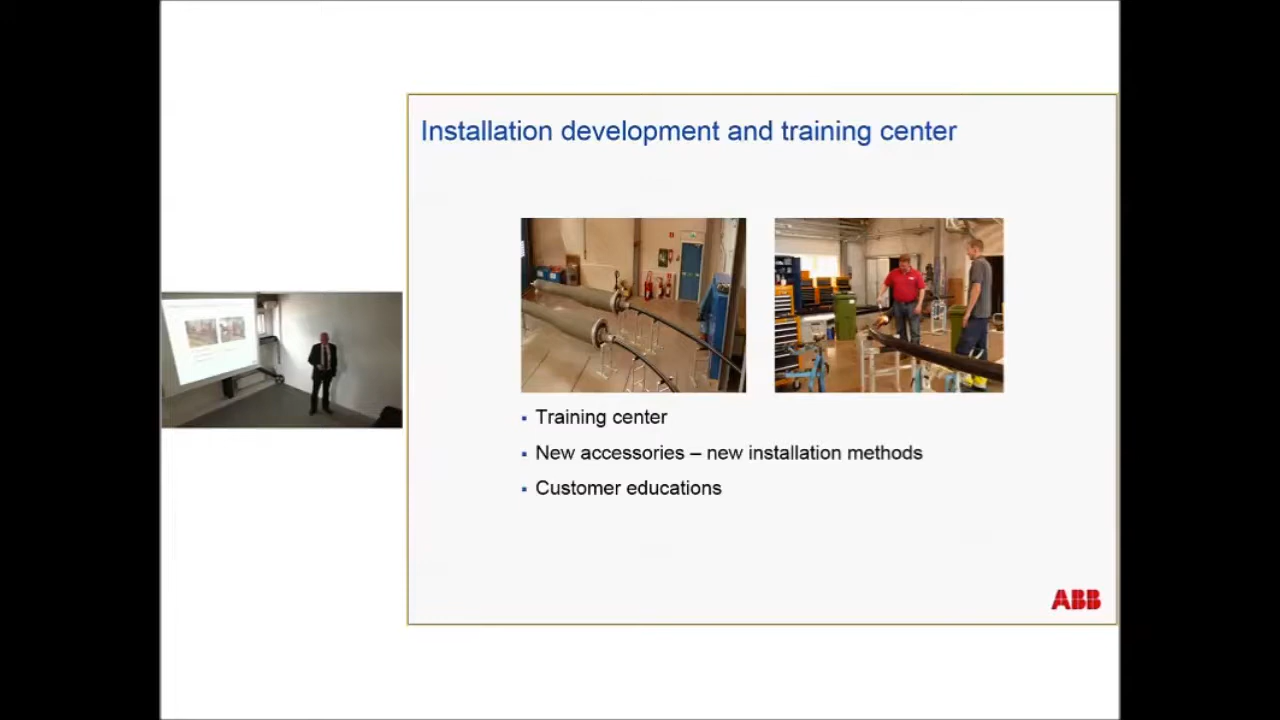 Installation development and training center
Training center
New accessories – new installation methods
Customer educations
ABB